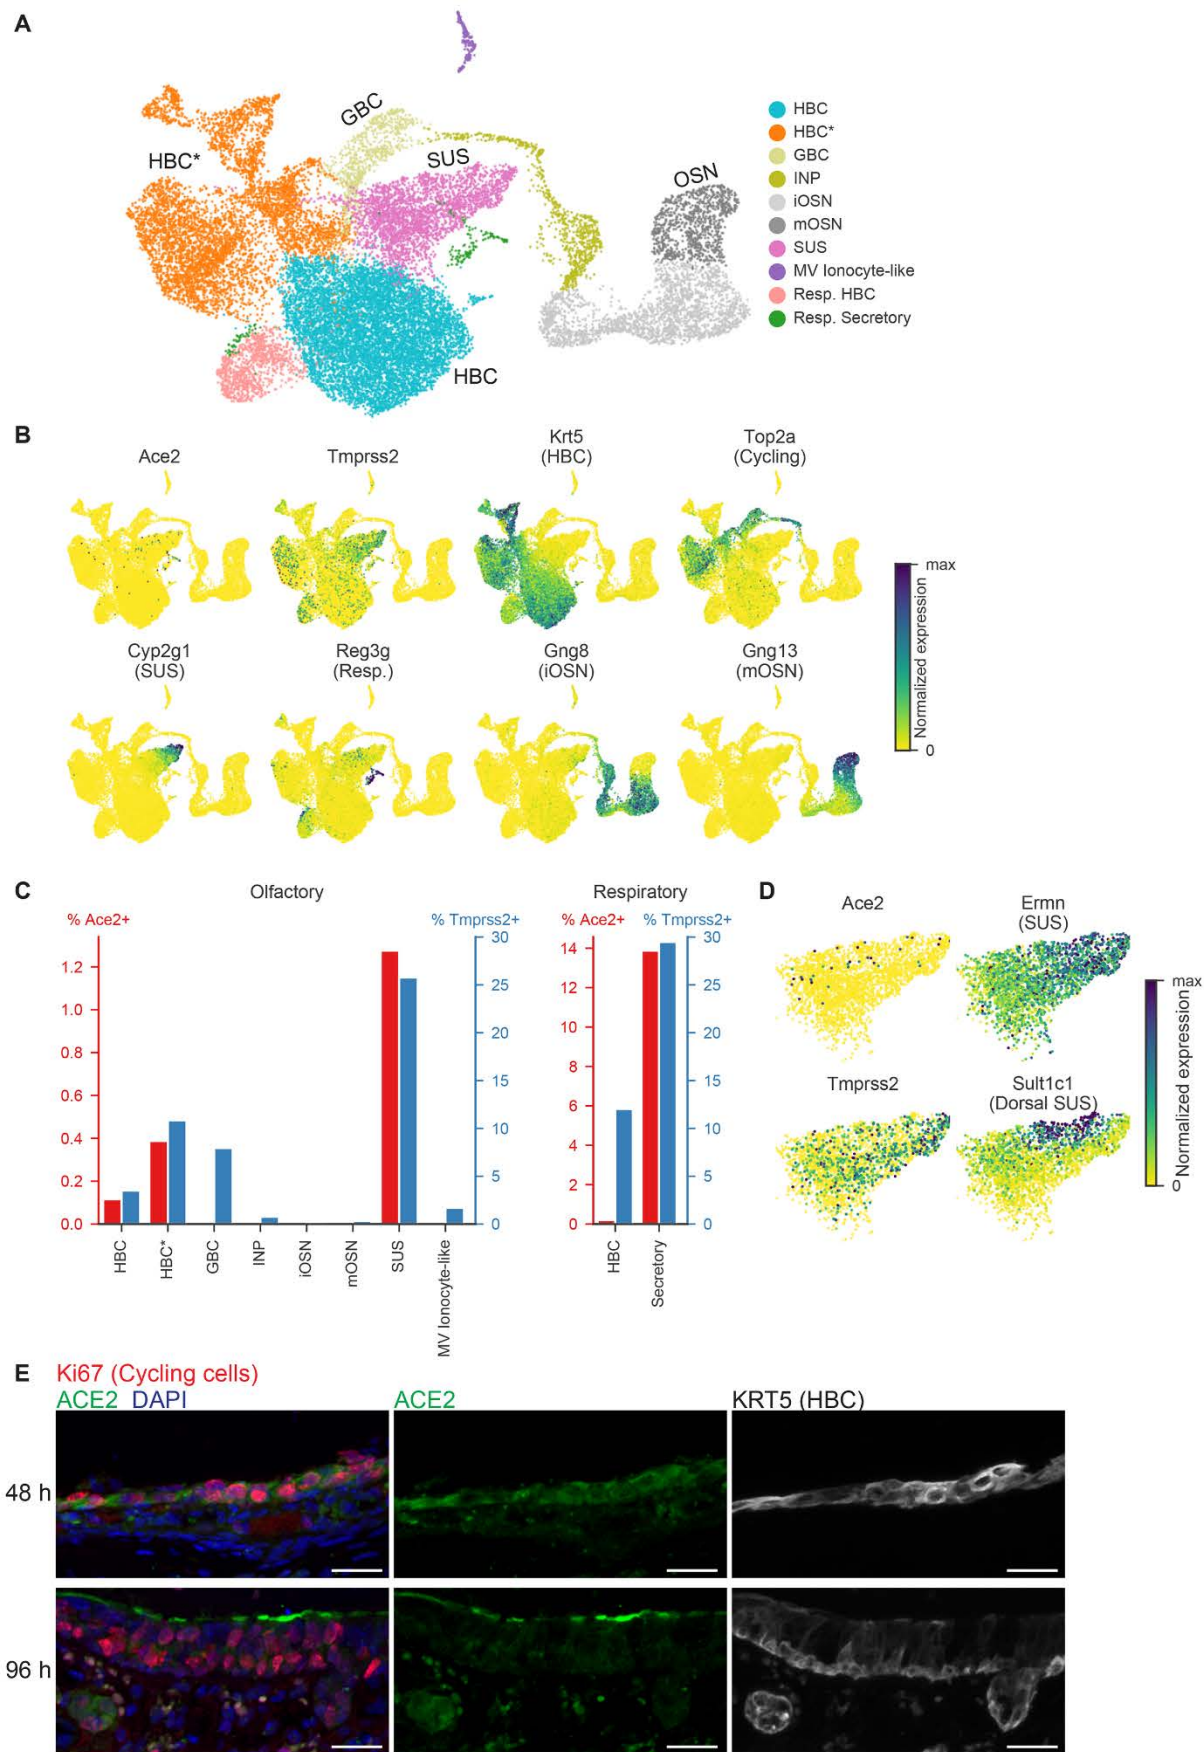 A
GBC
HBC*
SUS
OSN
HBC
HBC
HBC*
GBC
INP
iOSN
mOSN
SUS
MV Ionocyte-like
Resp. HBC
Resp. Secretory
B
Ace2
Tmprss2
Krt5
(HBC)
Top2a
(Cycling)
Cyp2g1
(SUS)
Reg3g
(Resp.)
Gng8
(iOSN)
Gng13
(mOSN)
max
Normalized expression
0
C
Olfactory
% Ace2+
% Tmprss2+
1.2
1.0
0.8
0.6
0.4
0.2
0.0
30
25
20
15
10
5
0
HBC
HBC*
GBC
INP
iOSN
mOSN
SUS
MV Ionocyte-like
Respiratory
% Ace2+
% Tmprss2+
14
12
10
8
6
4
2
0
30
25
20
15
10
5
0
HBC
Secretory
D
Ace2
Ermn
(SUS)
Tmprss2
Sult1c1
(Dorsal SUS)
max
Normalized expression
0
E
Ki67 (Cycling cells)
ACE2 DAPI
ACE2
KRT5 (HBC)
48 h
96 h